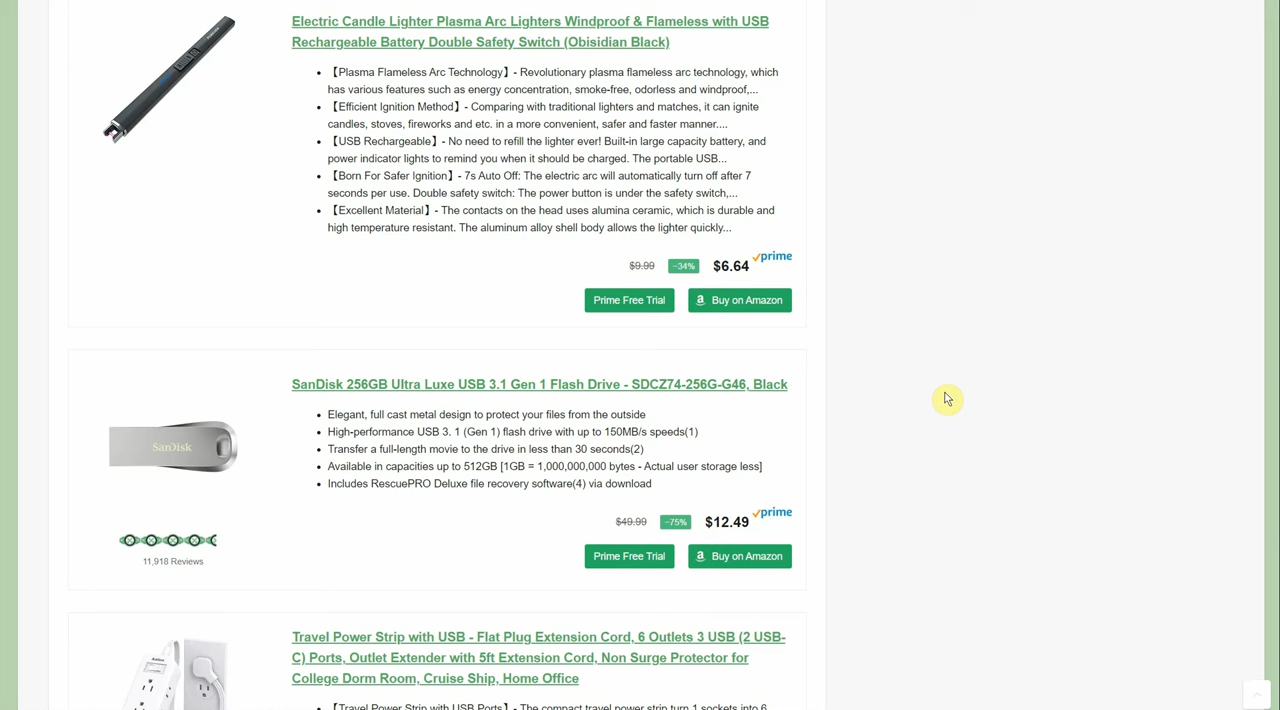 Electric Candle Lighter Plasma Arc Lighters Windproof & Flameless with USB
Rechargeable Battery Double Safety Switch (Obisidian Black)
• 【Plasma Flameless Arc Technology】- Revolutionary plasma flameless arc technology, which
has various features such as energy concentration, smoke-free, odorless and windproof,...
• 【Efficient Ignition Method】- Comparing with traditional lighters and matches, it can ignite
candles, stoves, fireworks and etc. in a more convenient, safer and faster manner....
• 【USB Rechargeable】- No need to refill the lighter ever! Built-in large capacity battery, and
power indicator lights to remind you when it should be charged. The portable USB...
• 【Born For Safer Ignition】- 7s Auto Off: The electric arc will automatically turn off after 7
seconds per use. Double safety switch: The power button is under the safety switch,...
• 【Excellent Material】- The contacts on the head uses alumina ceramic, which is durable and
high temperature resistant. The aluminum alloy shell body allows the lighter quickly...
$9.99 −34% $6.64 prime
Prime Free Trial Buy on Amazon
SanDisk 256GB Ultra Luxe USB 3.1 Gen 1 Flash Drive - SDCZ74-256G-G46, Black
• Elegant, full cast metal design to protect your files from the outside
• High-performance USB 3. 1 (Gen 1) flash drive with up to 150MB/s speeds(1)
• Transfer a full-length movie to the drive in less than 30 seconds(2)
• Available in capacities up to 512GB [1GB = 1,000,000,000 bytes - Actual user storage less]
• Includes RescuePRO Deluxe file recovery software(4) via download
SanDisk
11,918 Reviews
$49.99 −75% $12.49 prime
Prime Free Trial Buy on Amazon
Travel Power Strip with USB - Flat Plug Extension Cord, 6 Outlets 3 USB (2 USB-
C) Ports, Outlet Extender with 5ft Extension Cord, Non Surge Protector for
College Dorm Room, Cruise Ship, Home Office
• 【Travel Power Strip with USB Ports】- The compact travel power strip turn 1 sockets into 6